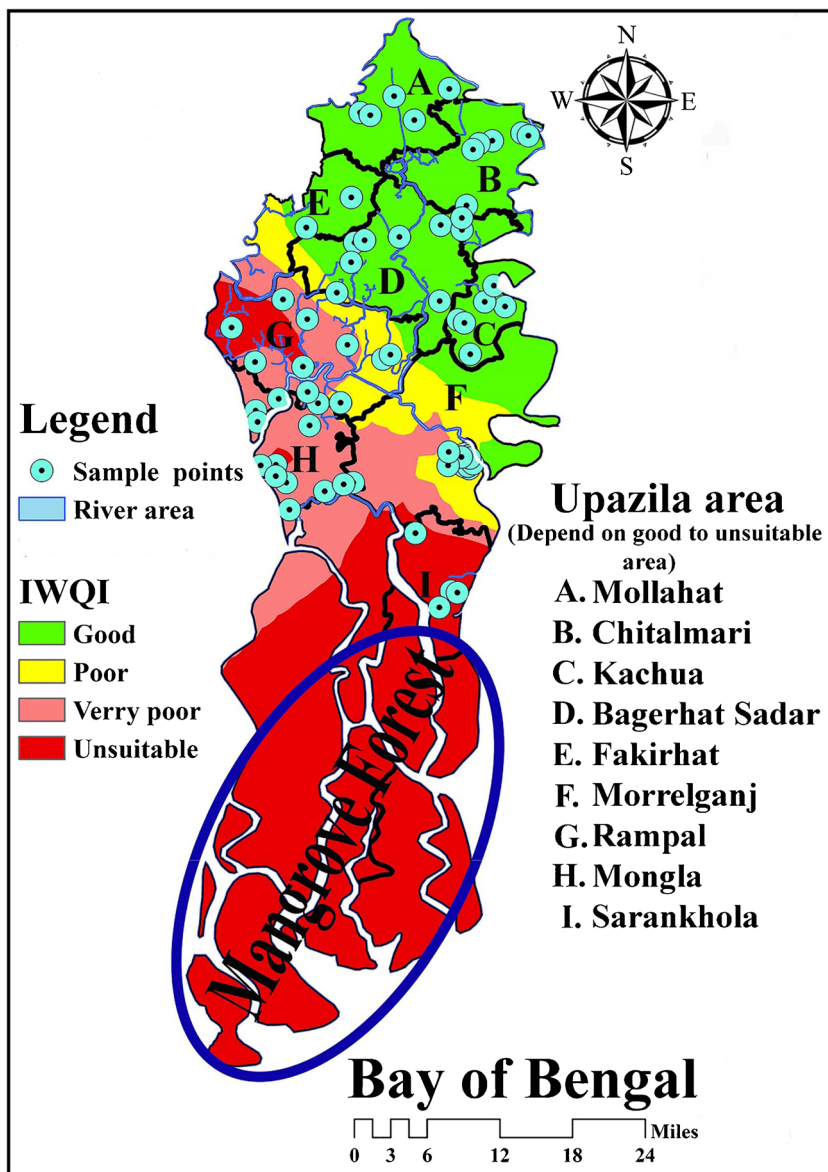 N
W
E
S
A
B
E
D
C
G
F
H
I
Legend
Sample points
River area
IWQI
Good
Poor
Verry poor
Unsuitable
Upazila area
(Depend on good to unsuitable
area)
A. Mollahat
B. Chitalmari
C. Kachua
D. Bagerhat Sadar
E. Fakirhat
F. Morrelganj
G. Rampal
H. Mongla
I. Sarankhola
Mangrove Forest
Bay of Bengal
Miles
0 3 6 12 18 24